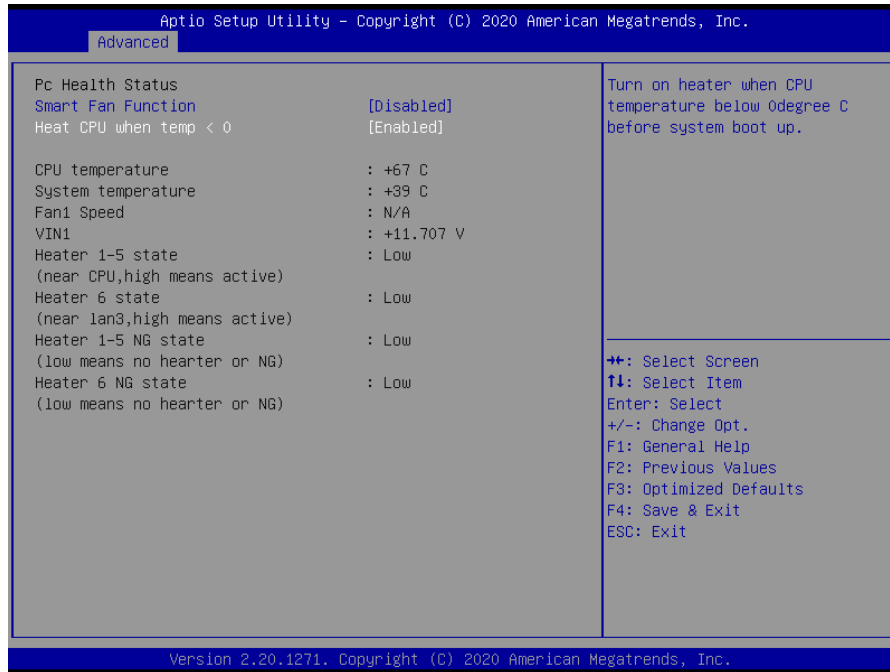 Aptio Setup Utility – Copyright (C) 2020 American Megatrends, Inc.
Advanced
Pc Health Status
Smart Fan Function [Disabled]
Heat CPU when temp < 0 [Enabled]
CPU temperature : +67 C
System temperature : +39 C
Fan1 Speed : N/A
VIN1 : +11.707 V
Heater 1-5 state : Low
(near CPU,high means active)
Heater 6 state : Low
(near lan3,high means active)
Heater 1-5 NG state : Low
(low means no hearter or NG)
Heater 6 NG state : Low
(low means no hearter or NG)
Turn on heater when CPU
temperature below 0degree C
before system boot up.
→←: Select Screen
↑↓: Select Item
Enter: Select
+/-: Change Opt.
F1: General Help
F2: Previous Values
F3: Optimized Defaults
F4: Save & Exit
ESC: Exit
Version 2.20.1271. Copyright (C) 2020 American Megatrends, Inc.